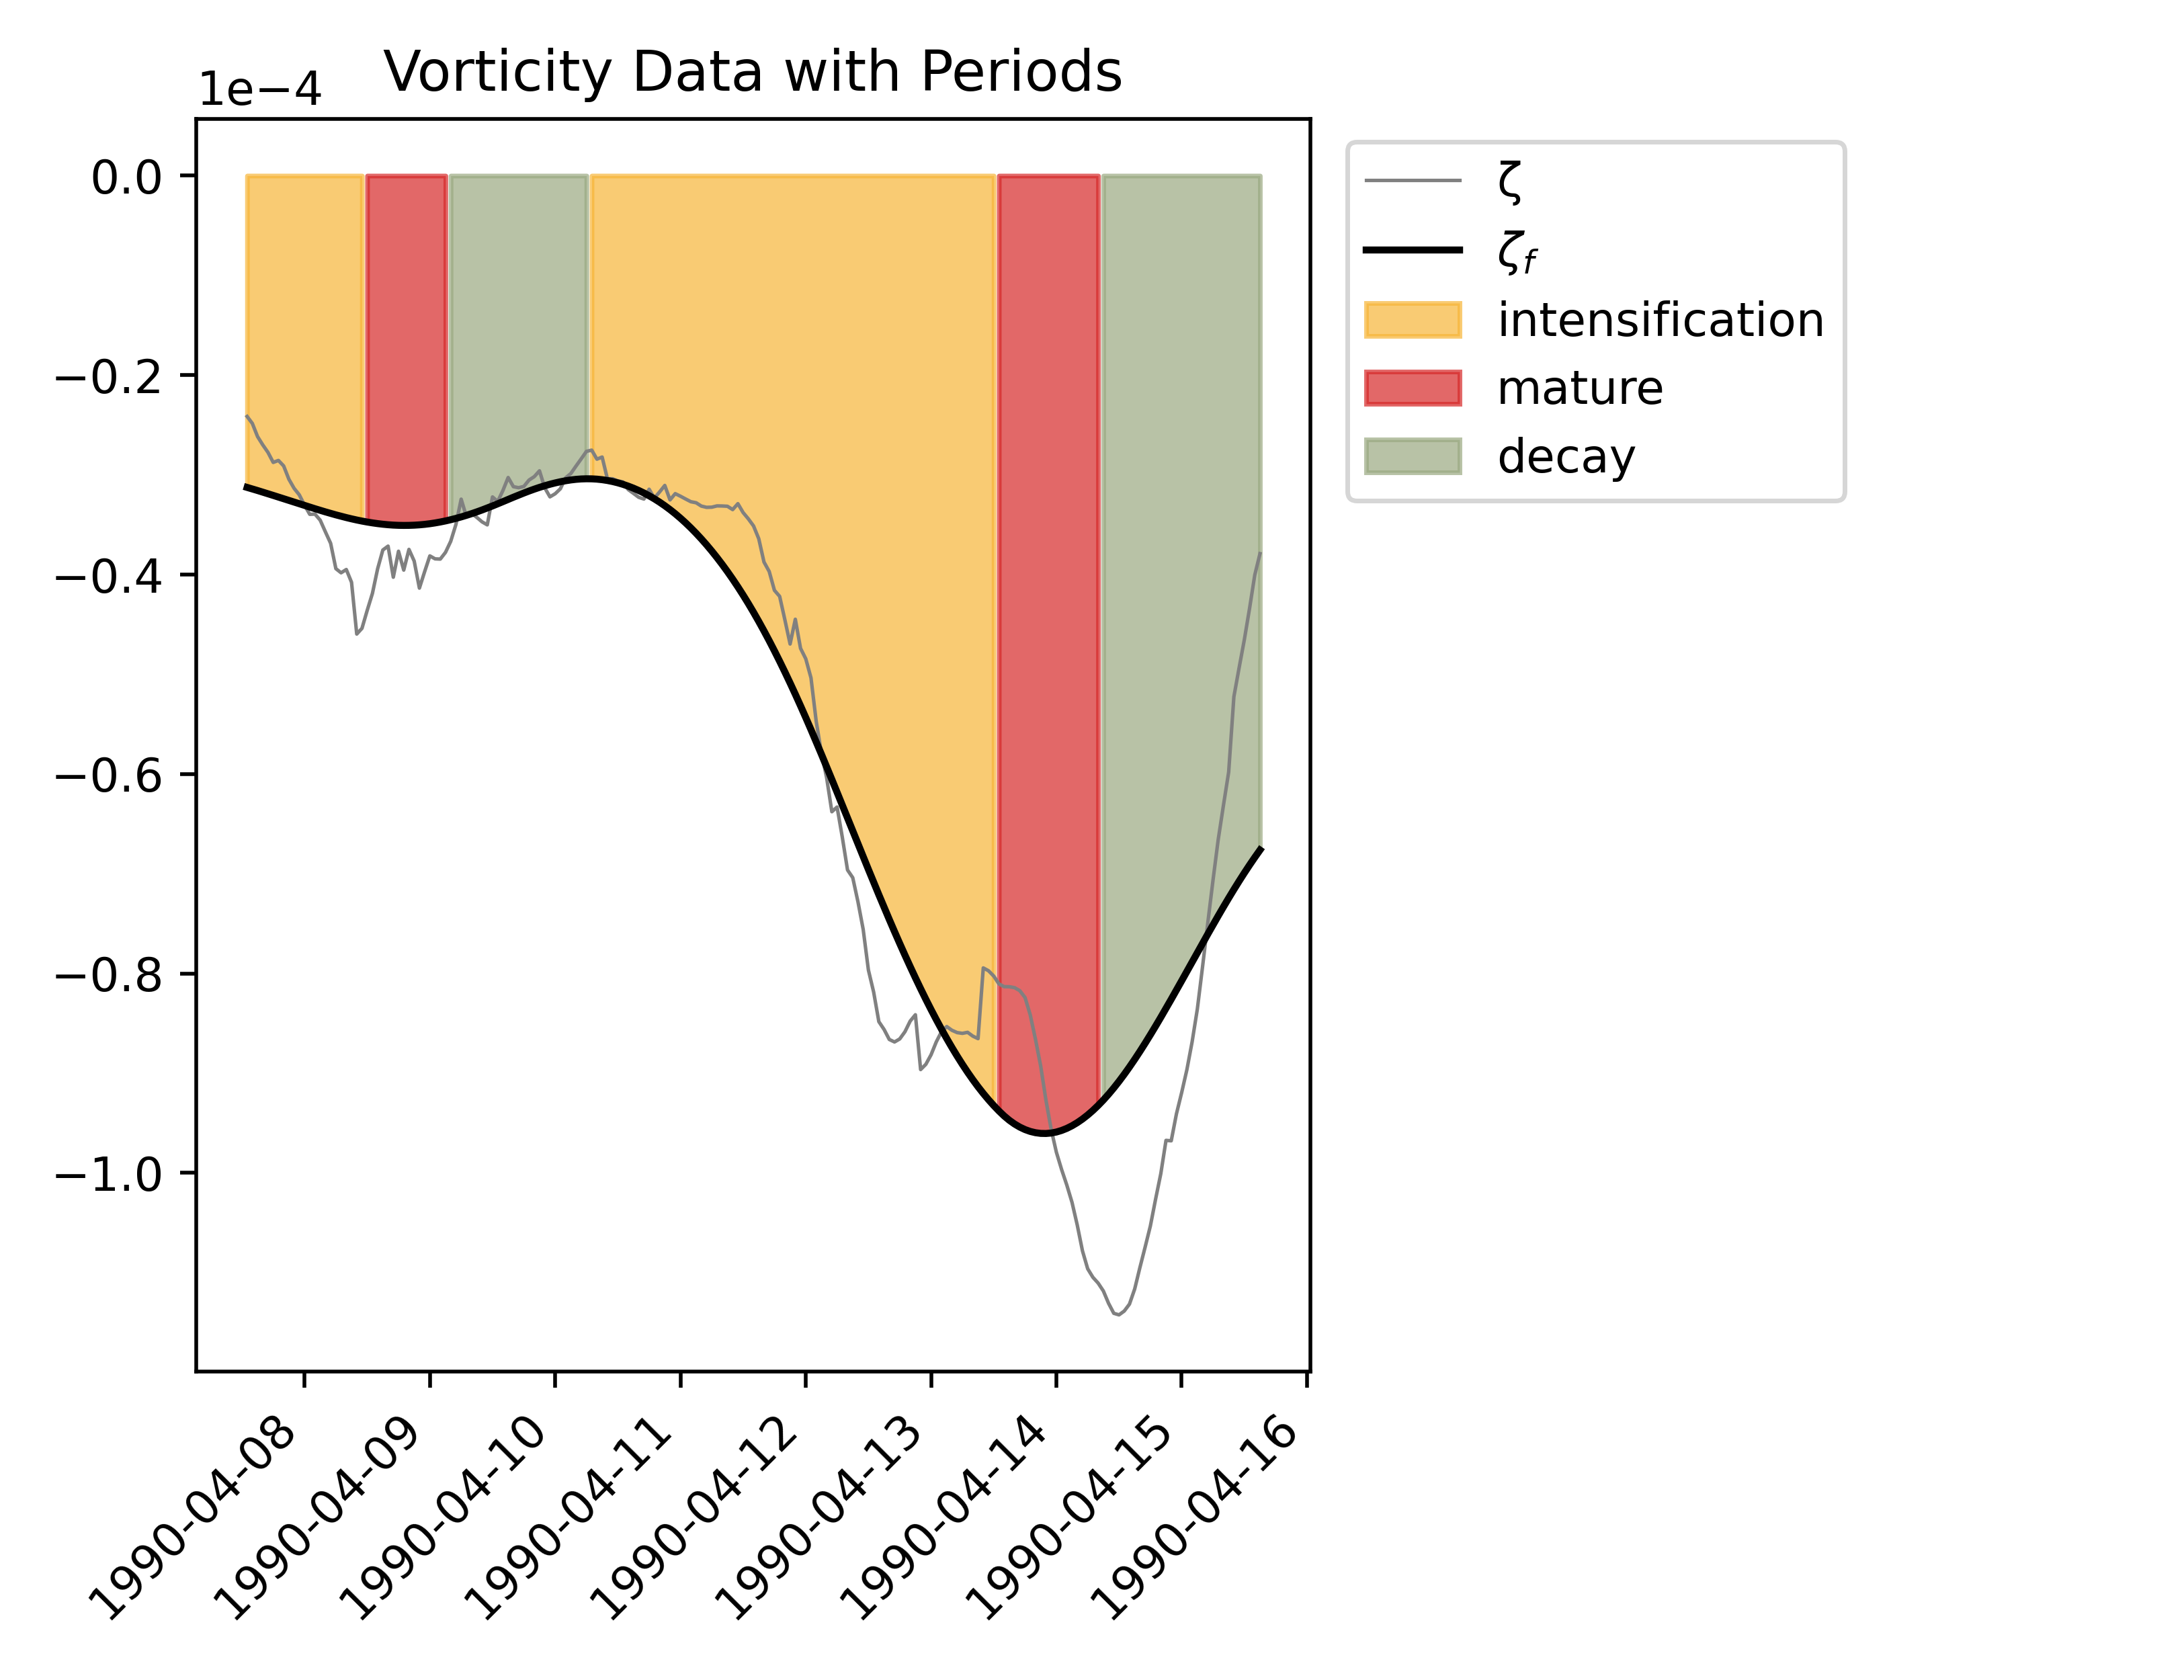 Vorticity Data with Periods
1e−4
0.0
−0.2
−0.4
−0.6
−0.8
−1.0
1990-04-08
1990-04-09
1990-04-10
1990-04-11
1990-04-12
1990-04-13
1990-04-14
1990-04-15
1990-04-16
ζ
ζf
intensification
mature
decay